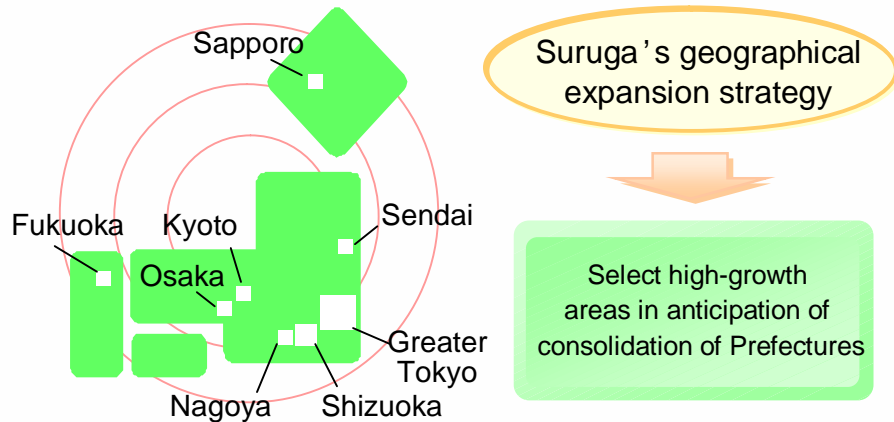 Sapporo
Suruga's geographical
expansion strategy
Fukuoka
Kyoto
Sendai
Osaka
Select high-growth
areas in anticipation of
consolidation of Prefectures
Greater
Tokyo
Nagoya
Shizuoka